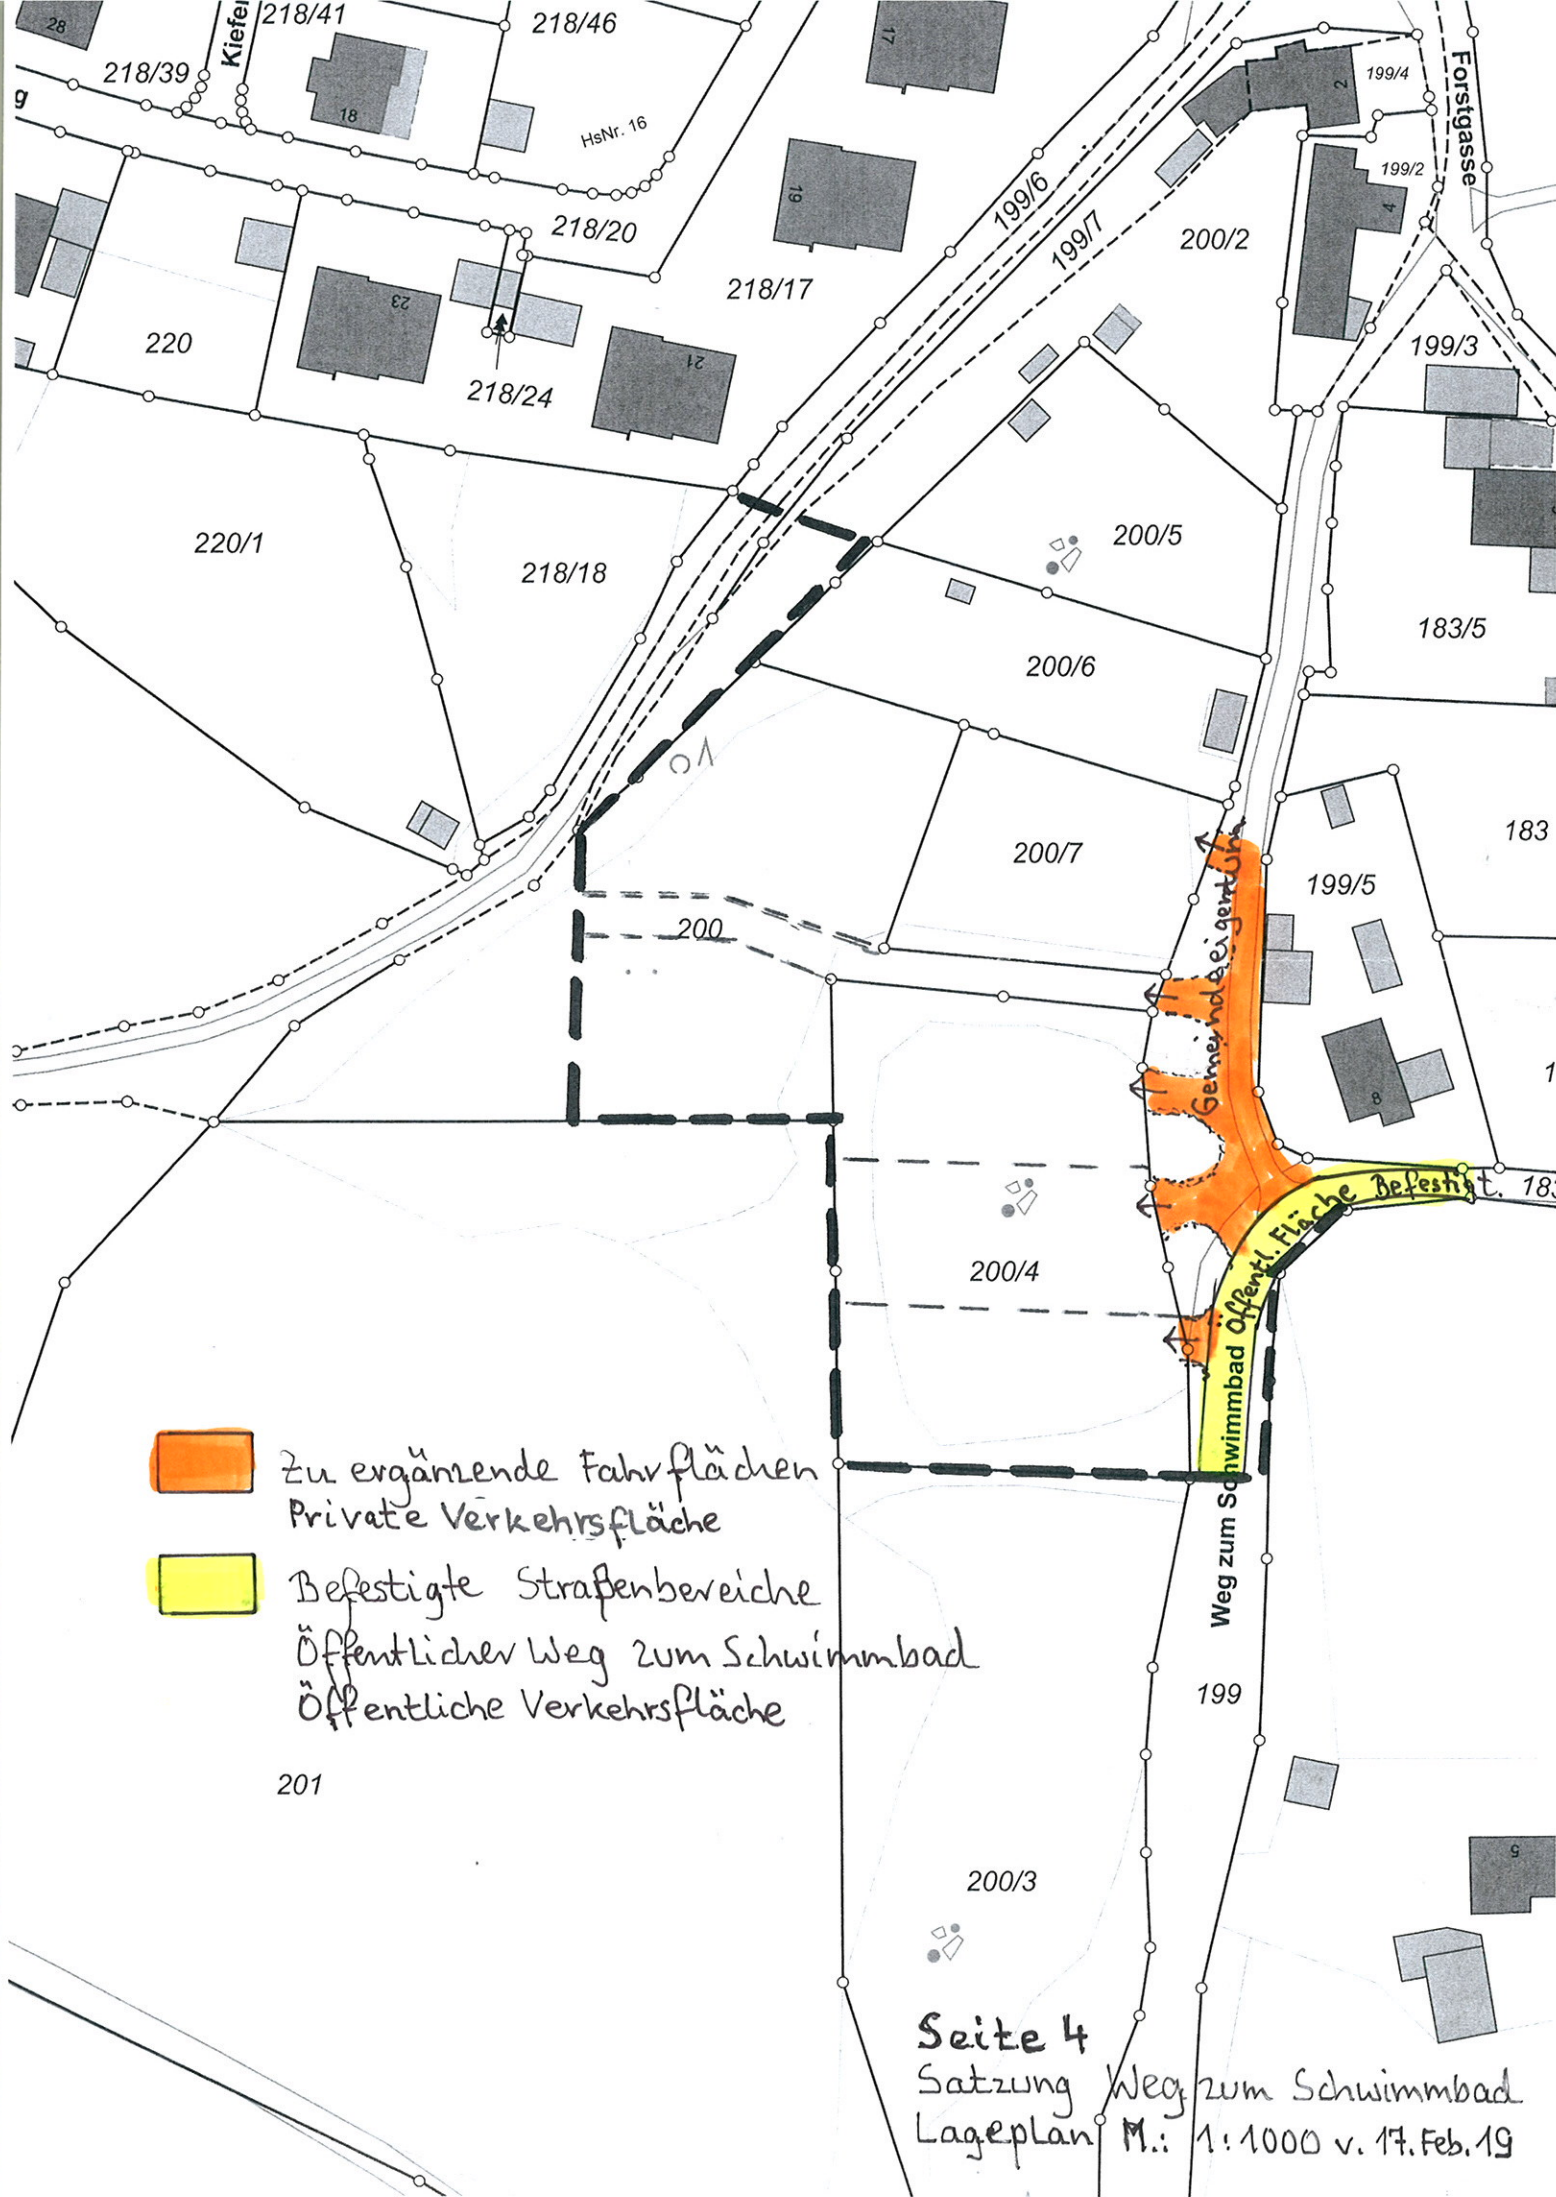 28
218/41
Kiefer
218/46
17
218/39
18
HsNr. 16
2
199/4
Forstgasse
g
199/6
199/2
4
19
218/20
199/7
200/2
218/17
23
220
21
199/3
218/24
200/5
220/1
218/18
183/5
200/6
200/7
183
199/5
Gemeindeeigentum
200
8
1
Öffentl. Fläche Befestigt.
183
200/4
Weg zum Schwimmbad
Zu ergänzende Fahrflächen
Private Verkehrsfläche
Befestigte Straßenbereiche
Öffentlicher Weg zum Schwimmbad
Öffentliche Verkehrsfläche
199
201
5
200/3
Seite 4
Satzung Weg zum Schwimmbad
Lageplan M.: 1:1000 v. 17. Feb. 19